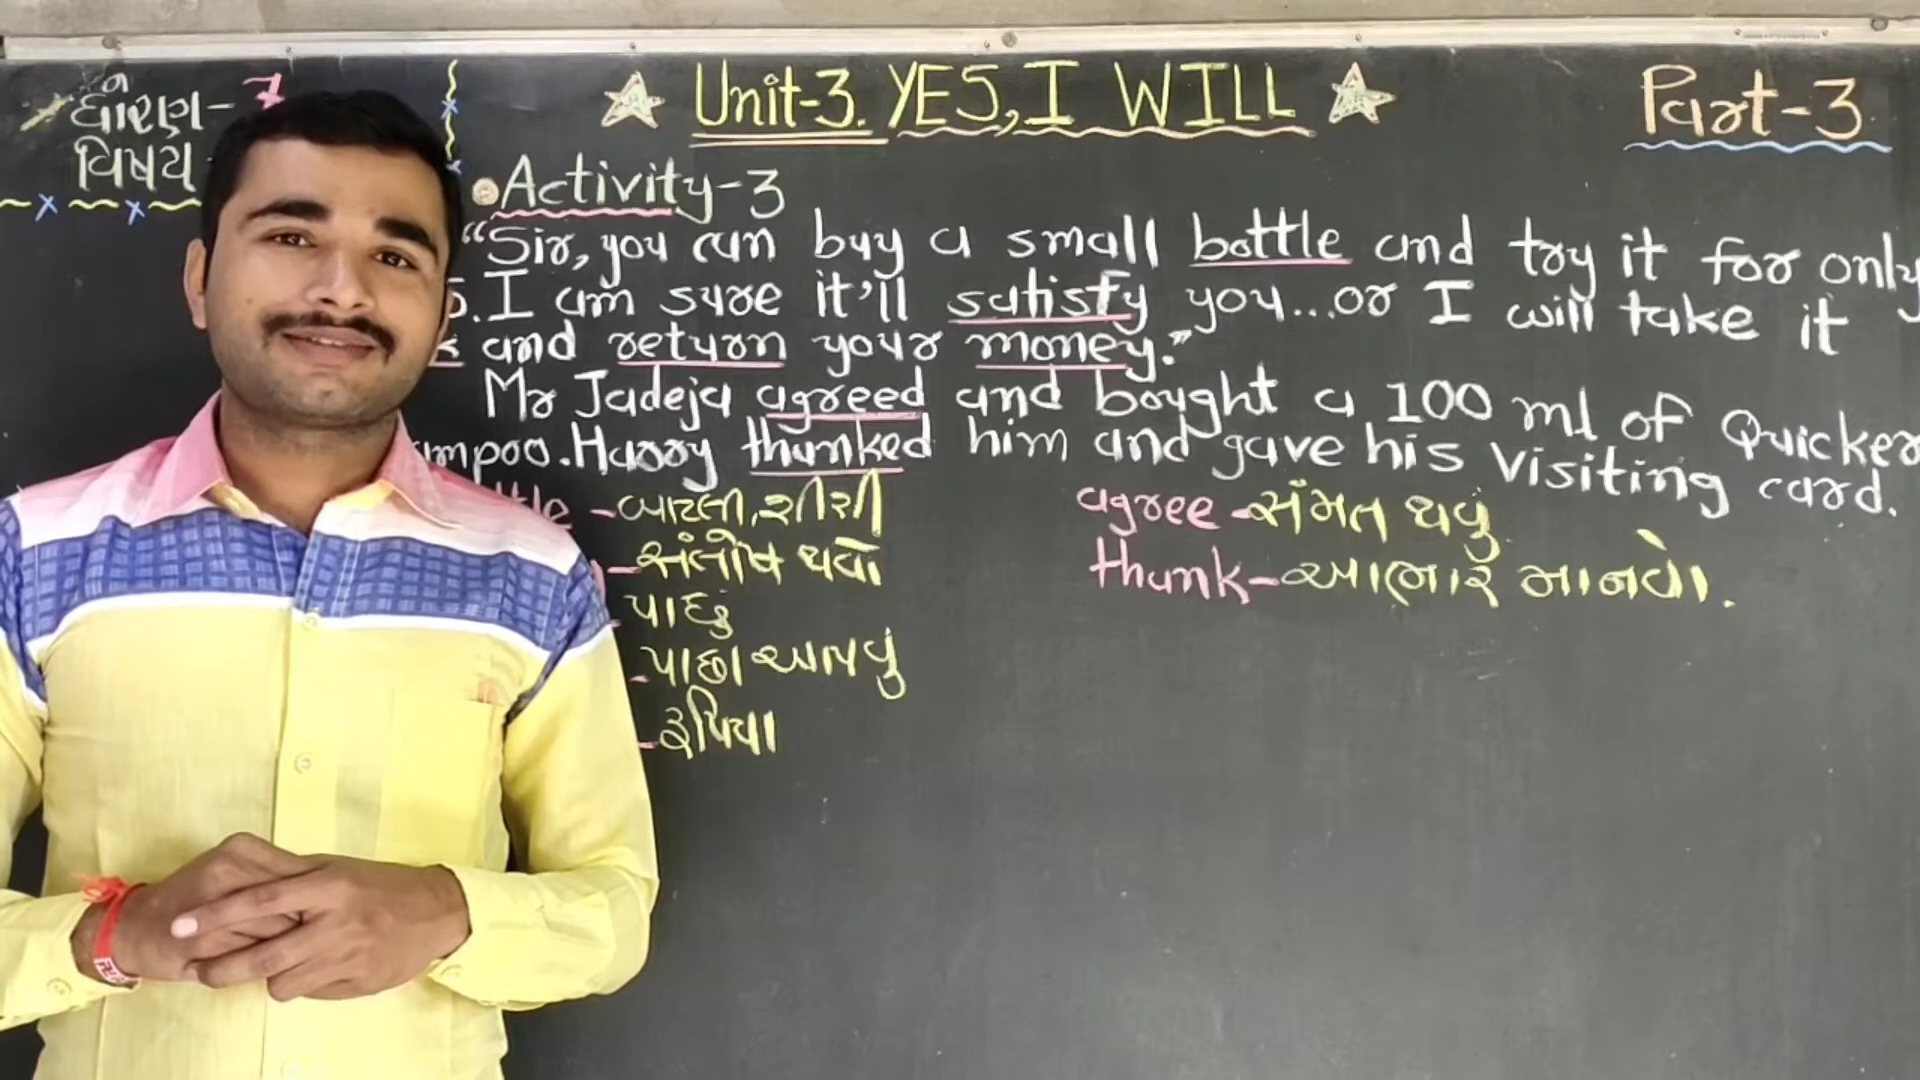 ધોરણ- 7
વિષય -
Unit-3. YES, I WILL
Part-3
Activity-3
"Sir, you can buy a small bottle and try it for only
I am sure it'll satisfy you...or I will take it
and return your money."
Mr Jadeja agreed and bought a 100 ml of Quicker
mpoo. Harry thanked him and gave his visiting card.
tle - બાટલી, શીશી
- સંતોષ થવો
પાછું
- પાછા આપવું
- રૂપિયા
agree - સંમત થવું
thank - આભાર માનવો.